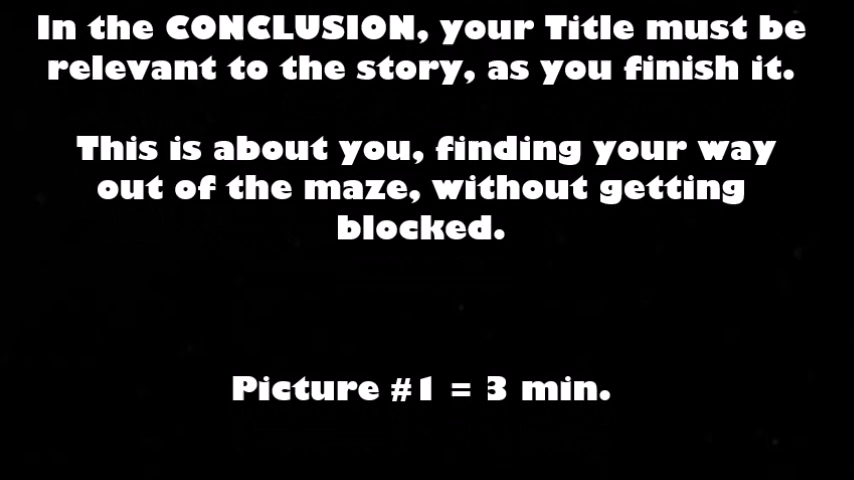 In the CONCLUSION, your Title must be
relevant to the story, as you finish it.
This is about you, finding your way
out of the maze, without getting
blocked.
Picture #1 = 3 min.